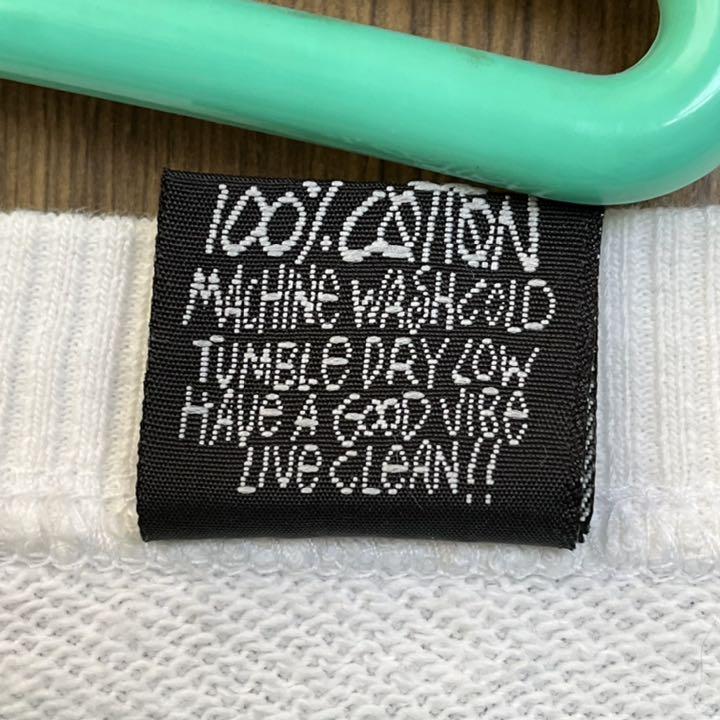 100% COTTON
MACHINE WASH COLD
TUMBLE DRY LOW
HAVE A GOOD VIBE
LIVE CLEAN!!